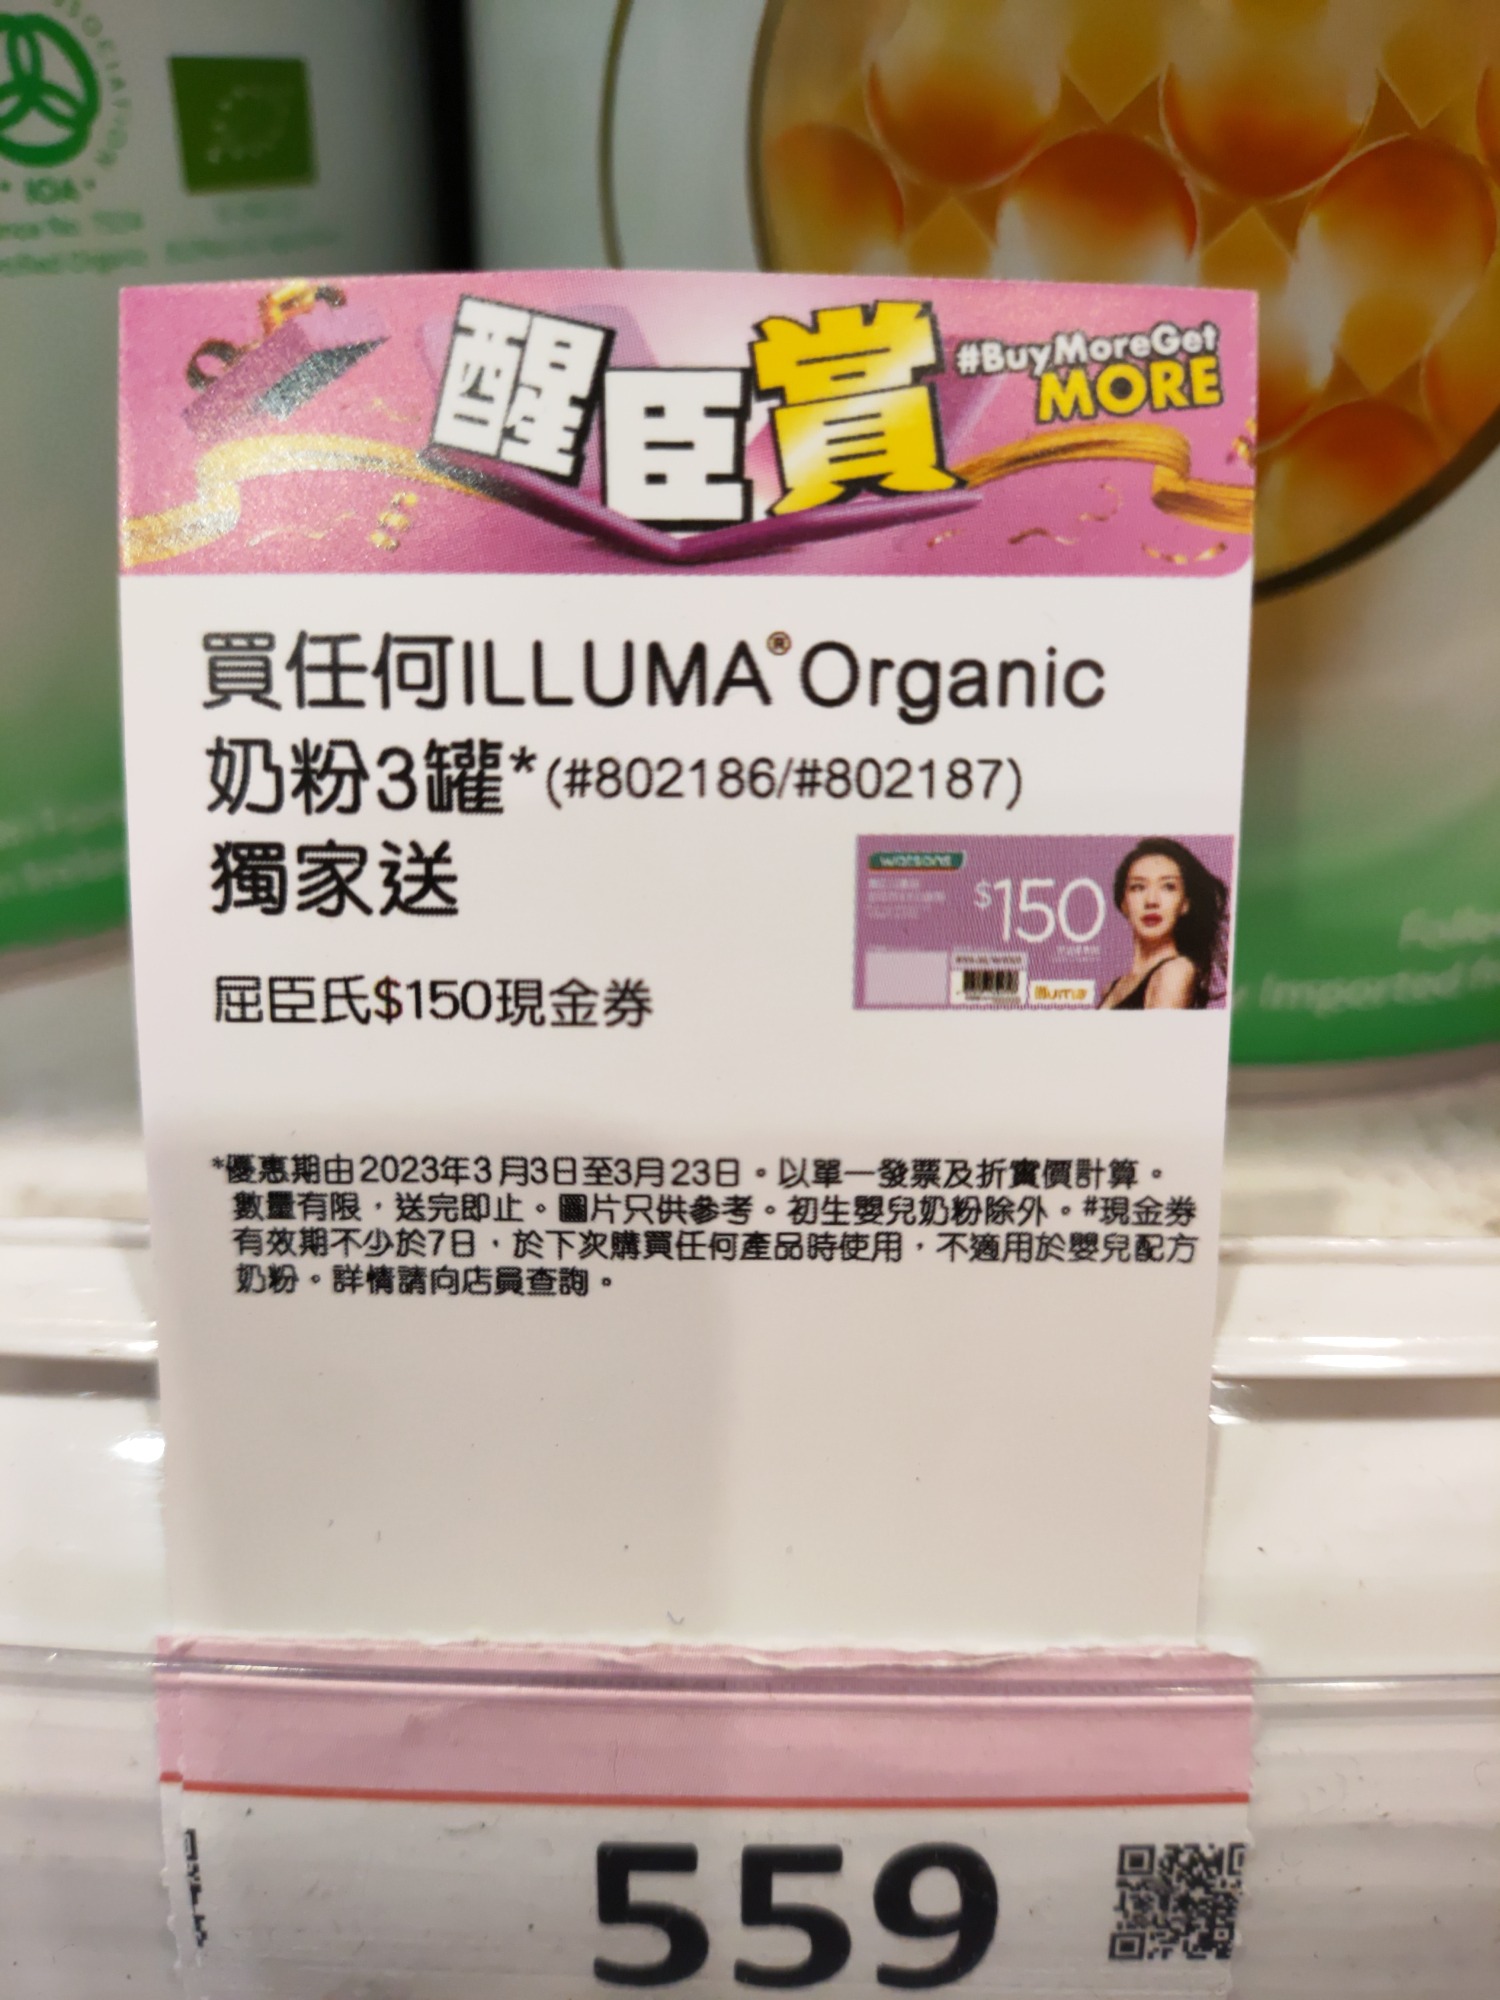 IOA
醒臣賞
#BuyMoreGet
MORE
買任何ILLUMA®Organic
奶粉3罐*(#802186/#802187)
獨家送
watsons
$150
illuma
屈臣氏$150現金券
*優惠期由2023年3月3日至3月23日。以單一發票及折實價計算。
數量有限,送完即止。圖片只供參考。初生嬰兒奶粉除外。#現金券
有效期不少於7日,於下次購買任何產品時使用,不適用於嬰兒配方
奶粉。詳情請向店員查詢。
Imported
559